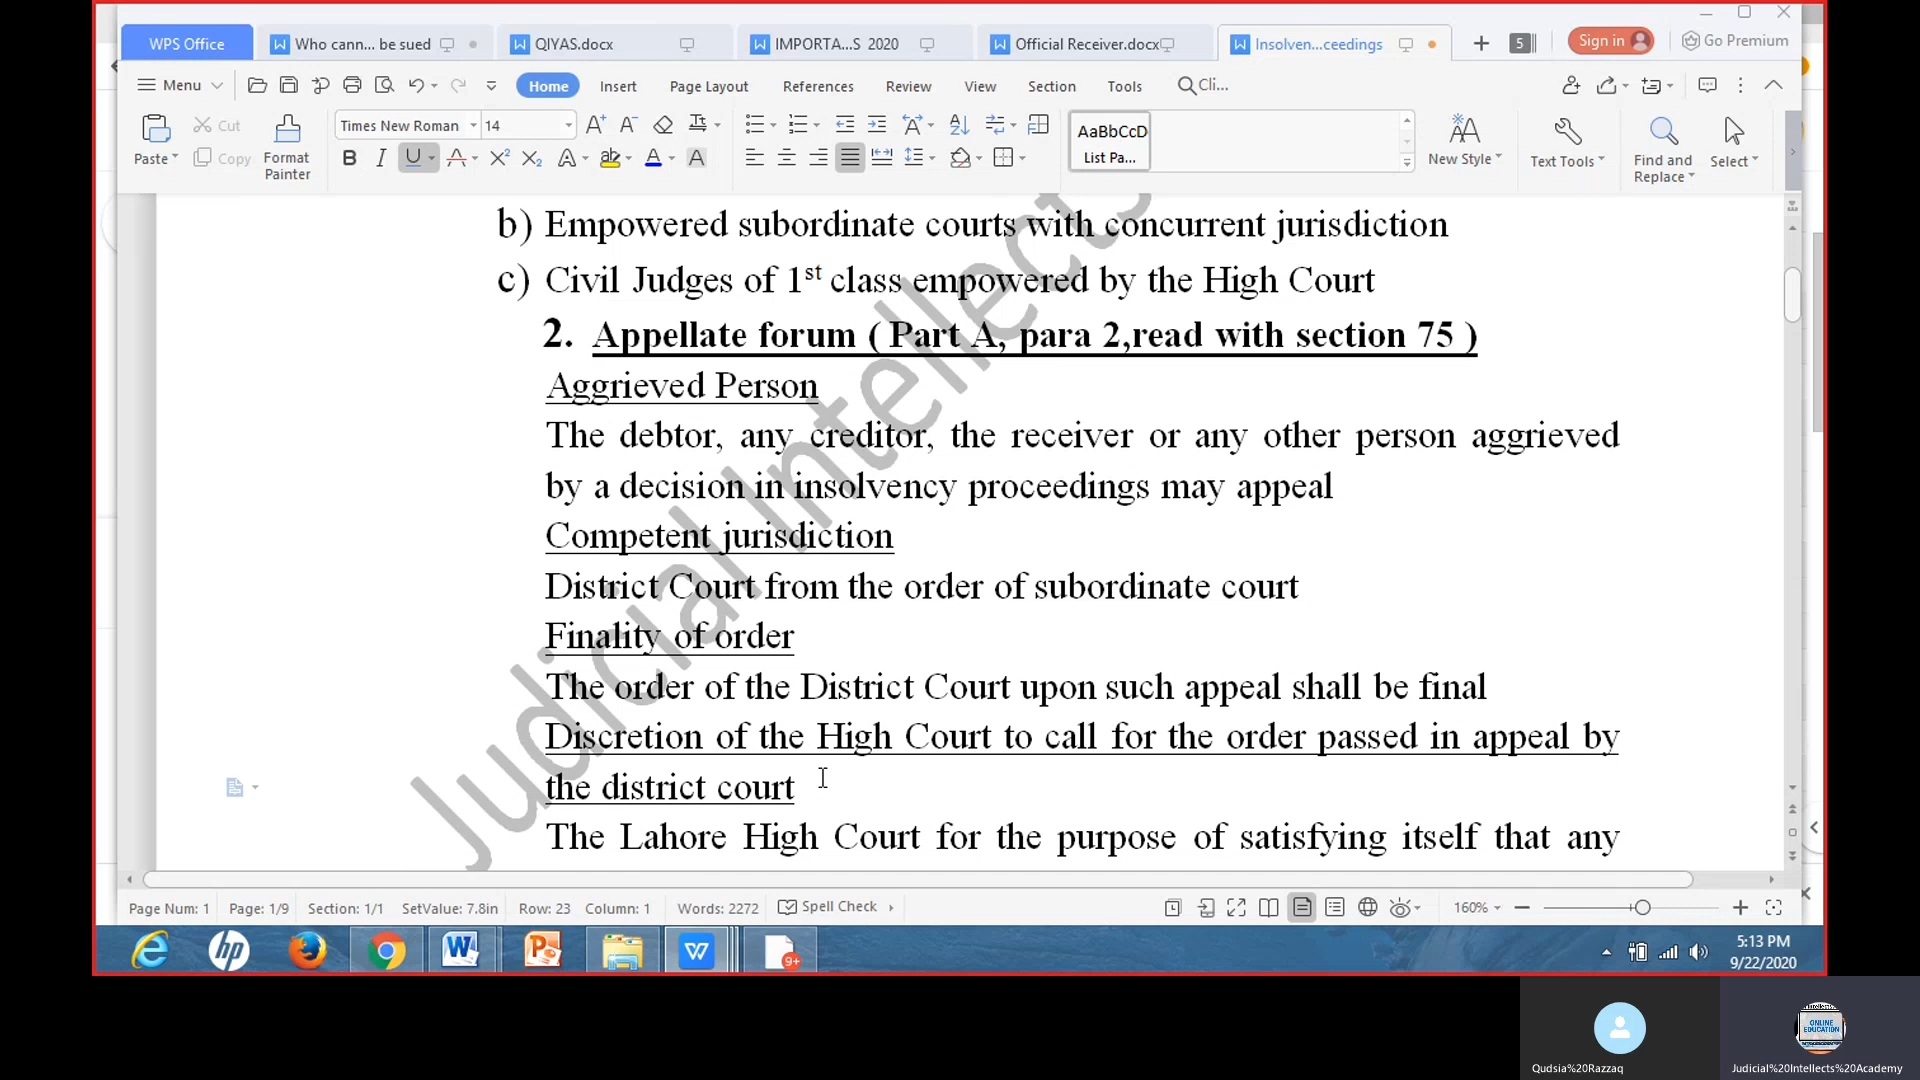 WPS Office
Who cann... be sued
QIYAS.docx
IMPORTA...S 2020
Official Receiver.docx
Insolven...ceedings
5
Sign in
Go Premium
Menu
Home
Insert
Page Layout
References
Review
View
Section
Tools
Cli...
Paste
Cut
Copy
Format
Painter
Times New Roman
14
AaBbCcD
List Pa...
New Style
Text Tools
Find and
Replace
Select
b) Empowered subordinate courts with concurrent jurisdiction
c) Civil Judges of 1st class empowered by the High Court
2. Appellate forum ( Part A, para 2,read with section 75 )
Aggrieved Person
The debtor, any creditor, the receiver or any other person aggrieved
by a decision in insolvency proceedings may appeal
Competent jurisdiction
District Court from the order of subordinate court
Finality of order
The order of the District Court upon such appeal shall be final
Discretion of the High Court to call for the order passed in appeal by
the district court
The Lahore High Court for the purpose of satisfying itself that any
Judicial Intellects
Page Num: 1
Page: 1/9
Section: 1/1
SetValue: 7.8in
Row: 23
Column: 1
Words: 2272
Spell Check
160%
9+
5:13 PM
9/22/2020
ONLINE
EDUCATION
Qudsia%20Razzaq
Judicial%20Intellects%20Academy